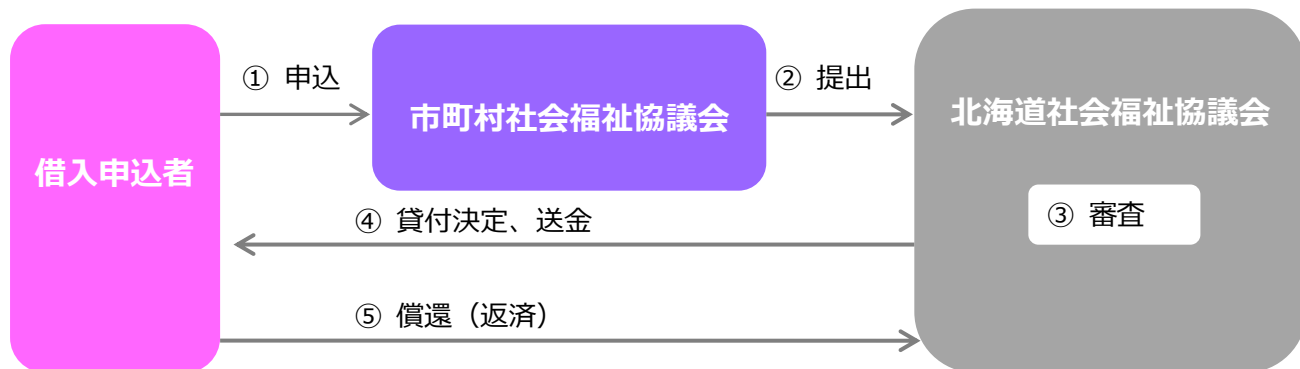 ① 申込
② 提出
市町村社会福祉協議会
北海道社会福祉協議会
借入申込者
④ 貸付決定、送金
③ 審査
⑤ 償還（返済）